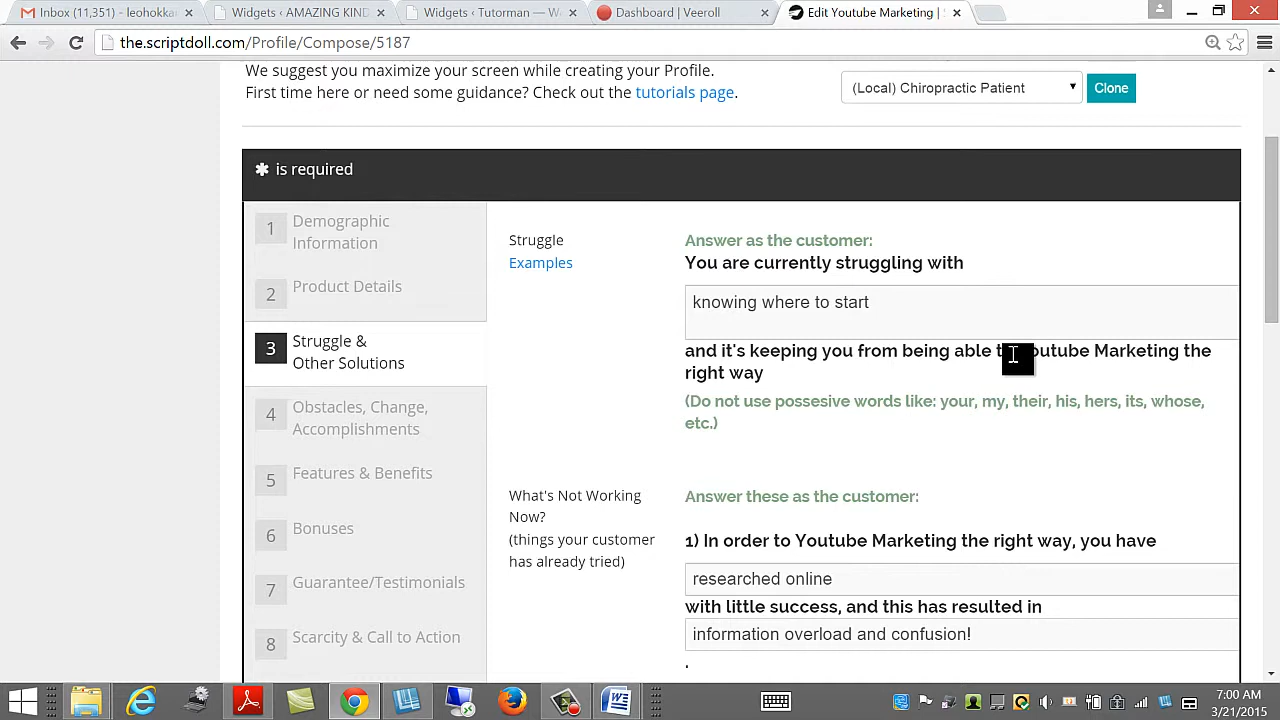 Inbox (11,351) - leohokkan
Widgets ‹ AMAZING KIND
Widgets ‹ Tutorman — W
Dashboard | Veeroll
Edit Youtube Marketing |
the.scriptdoll.com/Profile/Compose/5187
We suggest you maximize your screen while creating your Profile.
First time here or need some guidance? Check out the tutorials page.
(Local) Chiropractic Patient
Clone
✱ is required
1 Demographic
Information
2 Product Details
3 Struggle &
Other Solutions
4 Obstacles, Change,
Accomplishments
5 Features & Benefits
6 Bonuses
7 Guarantee/Testimonials
8 Scarcity & Call to Action
Struggle
Examples
Answer as the customer:
You are currently struggling with
knowing where to start
and it's keeping you from being able t outube Marketing the
right way
(Do not use possesive words like: your, my, their, his, hers, its, whose,
etc.)
What's Not Working
Now?
(things your customer
has already tried)
Answer these as the customer:
1) In order to Youtube Marketing the right way, you have
researched online
with little success, and this has resulted in
information overload and confusion!
.
7:00 AM
3/21/2015